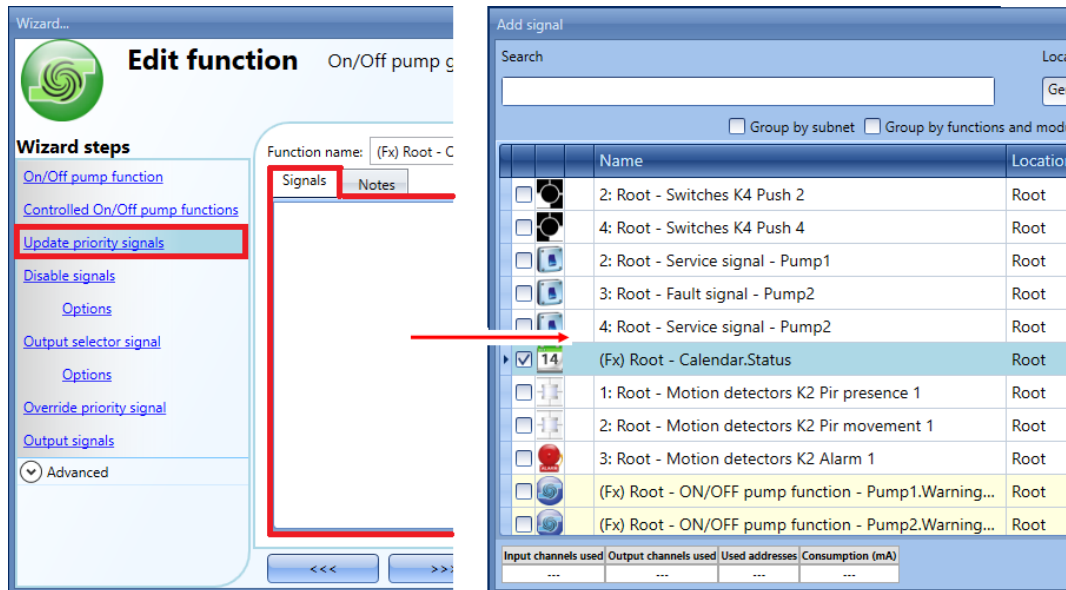 Wizard...
Edit function
On/Off pump g
Wizard steps
On/Off pump function
Controlled On/Off pump functions
Update priority signals
Disable signals
Options
Output selector signal
Options
Override priority signal
Output signals
Advanced
Function name: (Fx) Root - C
Signals
Notes
<<<
>>>
Add signal
Search
Loca
Ge
Group by subnet
Group by functions and modu
Name
Location
2: Root - Switches K4 Push 2
Root
4: Root - Switches K4 Push 4
Root
2: Root - Service signal - Pump1
Root
3: Root - Fault signal - Pump2
Root
4: Root - Service signal - Pump2
Root
14
(Fx) Root - Calendar.Status
Root
1: Root - Motion detectors K2 Pir presence 1
Root
2: Root - Motion detectors K2 Pir movement 1
Root
ALARM
3: Root - Motion detectors K2 Alarm 1
Root
(Fx) Root - ON/OFF pump function - Pump1.Warning...
Root
(Fx) Root - ON/OFF pump function - Pump2.Warning...
Root
Input channels used Output channels used Used addresses Consumption (mA)
--- --- --- ---